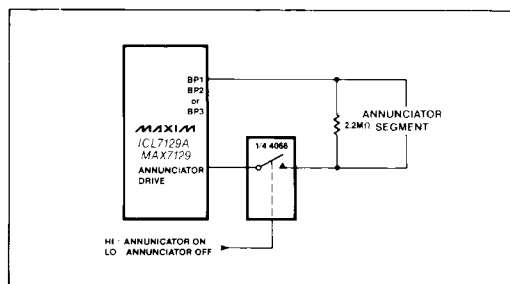 BP1
BP2
or
BP3
MAXIM
ICL7129A
MAX7129
ANNUNCIATOR
DRIVE
1/4 4066
2.2MΩ
ANNUNCIATOR
SEGMENT
HI · ANNUNICATOR ON
LO ANNUNCIATOR OFF